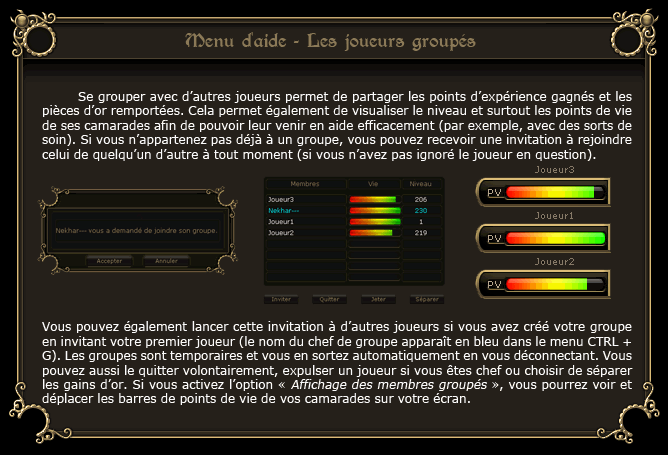 Menu d'aide - Les joueurs groupés
Se grouper avec d'autres joueurs permet de partager les points d'expérience gagnés et les
pièces d'or remportées. Cela permet également de visualiser le niveau et surtout les points de vie
de ses camarades afin de pouvoir leur venir en aide efficacement (par exemple, avec des sorts de
soin). Si vous n'appartenez pas déjà à un groupe, vous pouvez recevoir une invitation à rejoindre
celui de quelqu'un d'autre à tout moment (si vous n'avez pas ignoré le joueur en question).
Nekhar--- vous a demandé de joindre son groupe.
Accepter Annuler
Membres Vie Niveau
Joueur3 206
Nekhar--- 230
Joueur1 1
Joueur2 219
Inviter Quitter Jeter Séparer
Joueur3
PV
Joueur1
PV
Joueur2
PV
Vous pouvez également lancer cette invitation à d'autres joueurs si vous avez créé votre groupe
en invitant votre premier joueur (le nom du chef de groupe apparaît en bleu dans le menu CTRL +
G). Les groupes sont temporaires et vous en sortez automatiquement en vous déconnectant. Vous
pouvez aussi le quitter volontairement, expulser un joueur si vous êtes chef ou choisir de séparer
les gains d'or. Si vous activez l'option « Affichage des membres groupés », vous pourrez voir et
déplacer les barres de points de vie de vos camarades sur votre écran.